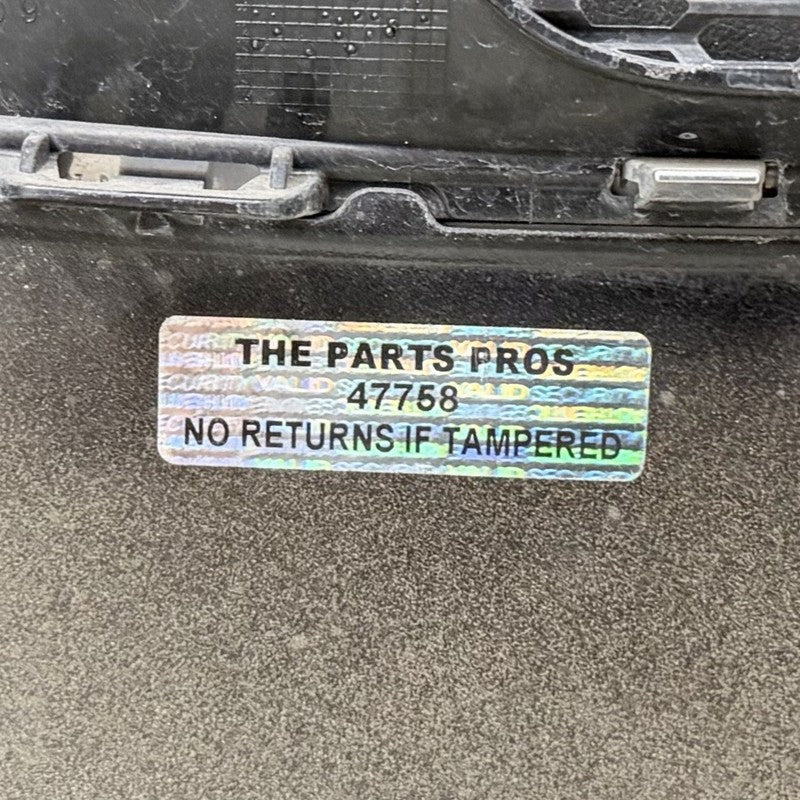 THE PARTS PROS
47758
NO RETURNS IF TAMPERED